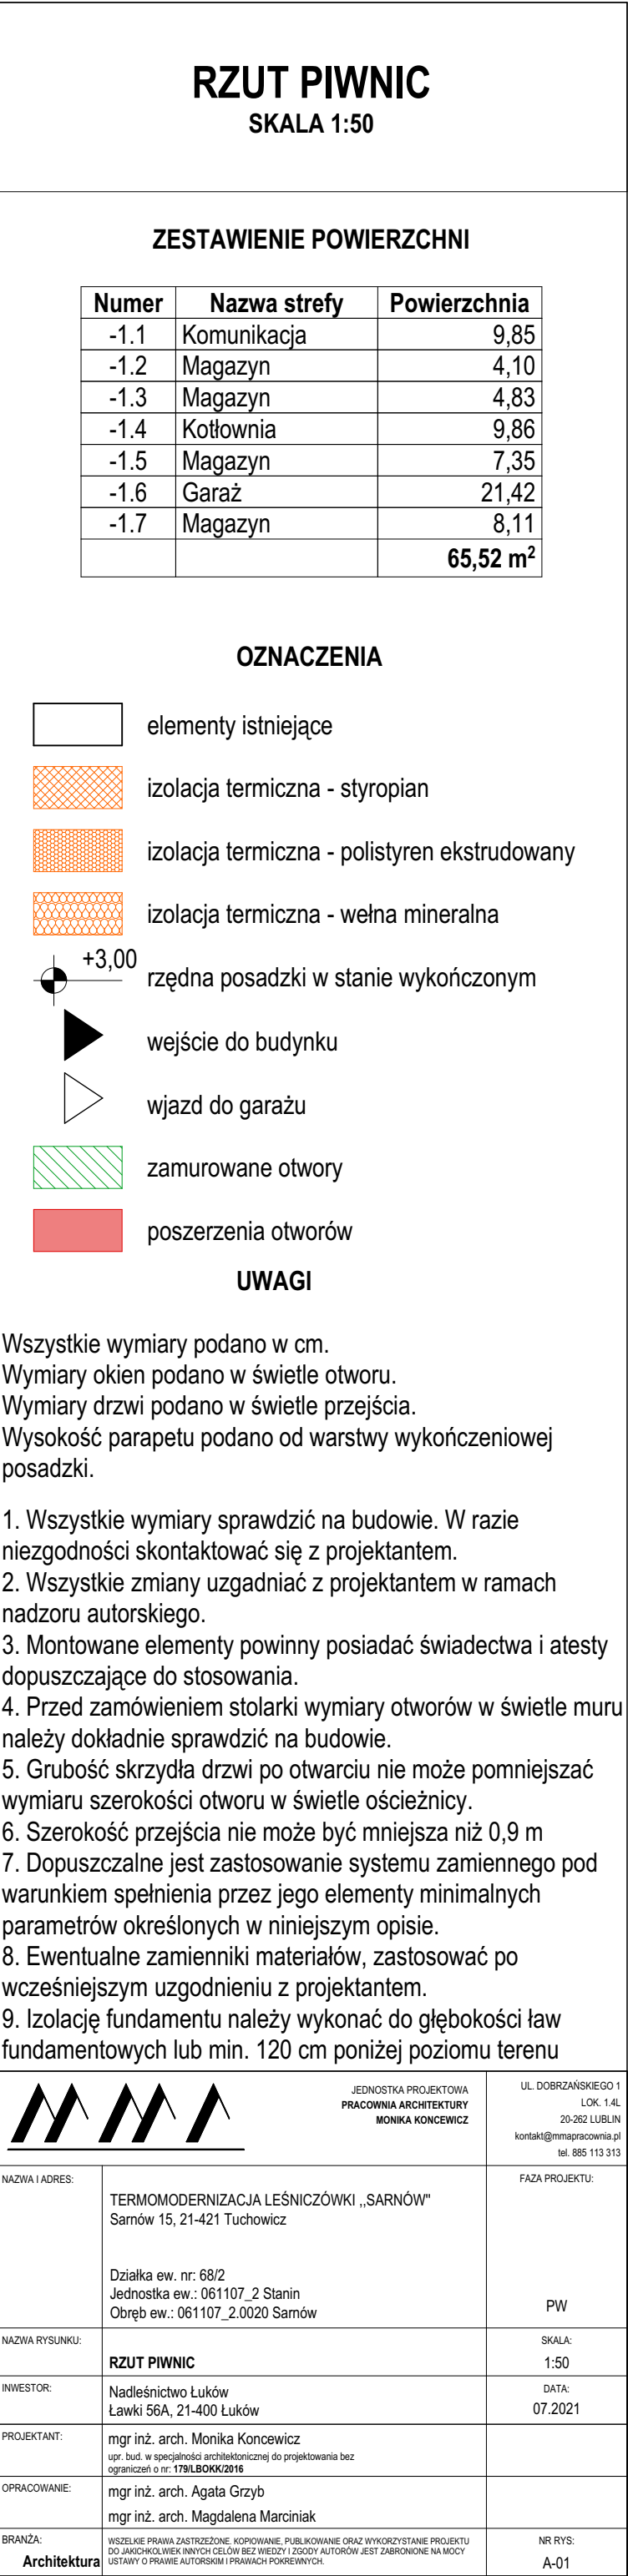 RZUT PIWNIC
SKALA 1:50
ZESTAWIENIE POWIERZCHNI
Numer Nazwa strefy Powierzchnia
-1.1 Komunikacja 9,85
-1.2 Magazyn 4,10
-1.3 Magazyn 4,83
-1.4 Kotłownia 9,86
-1.5 Magazyn 7,35
-1.6 Garaż 21,42
-1.7 Magazyn 8,11
65,52 m²
OZNACZENIA
elementy istniejące
izolacja termiczna - styropian
izolacja termiczna - polistyren ekstrudowany
izolacja termiczna - wełna mineralna
+3,00 rzędna posadzki w stanie wykończonym
wejście do budynku
wjazd do garażu
zamurowane otwory
poszerzenia otworów
UWAGI
Wszystkie wymiary podano w cm.
Wymiary okien podano w świetle otworu.
Wymiary drzwi podano w świetle przejścia.
Wysokość parapetu podano od warstwy wykończeniowej
posadzki.
1. Wszystkie wymiary sprawdzić na budowie. W razie
niezgodności skontaktować się z projektantem.
2. Wszystkie zmiany uzgadniać z projektantem w ramach
nadzoru autorskiego.
3. Montowane elementy powinny posiadać świadectwa i atesty
dopuszczające do stosowania.
4. Przed zamówieniem stolarki wymiary otworów w świetle muru
należy dokładnie sprawdzić na budowie.
5. Grubość skrzydła drzwi po otwarciu nie może pomniejszać
wymiaru szerokości otworu w świetle ościeżnicy.
6. Szerokość przejścia nie może być mniejsza niż 0,9 m
7. Dopuszczalne jest zastosowanie systemu zamiennego pod
warunkiem spełnienia przez jego elementy minimalnych
parametrów określonych w niniejszym opisie.
8. Ewentualne zamienniki materiałów, zastosować po
wcześniejszym uzgodnieniu z projektantem.
9. Izolację fundamentu należy wykonać do głębokości ław
fundamentowych lub min. 120 cm poniżej poziomu terenu
JEDNOSTKA PROJEKTOWA
PRACOWNIA ARCHITEKTURY
MONIKA KONCEWICZ
UL. DOBRZAŃSKIEGO 1
LOK. 1.4L
20-262 LUBLIN
kontakt@mmapracownia.pl
tel. 885 113 313
NAZWA I ADRES:
TERMOMODERNIZACJA LEŚNICZÓWKI ,,SARNÓW"
Sarnów 15, 21-421 Tuchowicz
Działka ew. nr: 68/2
Jednostka ew.: 061107_2 Stanin
Obręb ew.: 061107_2.0020 Sarnów
FAZA PROJEKTU:
PW
NAZWA RYSUNKU:
RZUT PIWNIC
SKALA:
1:50
INWESTOR:
Nadleśnictwo Łuków
Ławki 56A, 21-400 Łuków
DATA:
07.2021
PROJEKTANT:
mgr inż. arch. Monika Koncewicz
upr. bud. w specjalności architektonicznej do projektowania bez
ograniczeń o nr: 179/LBOKK/2016
OPRACOWANIE:
mgr inż. arch. Agata Grzyb
mgr inż. arch. Magdalena Marciniak
BRANŻA:
Architektura
WSZELKIE PRAWA ZASTRZEŻONE. KOPIOWANIE, PUBLIKOWANIE ORAZ WYKORZYSTANIE PROJEKTU
DO JAKICHKOLWIEK INNYCH CELÓW BEZ WIEDZY I ZGODY AUTORÓW JEST ZABRONIONE NA MOCY
USTAWY O PRAWIE AUTORSKIM I PRAWACH POKREWNYCH.
NR RYS:
A-01